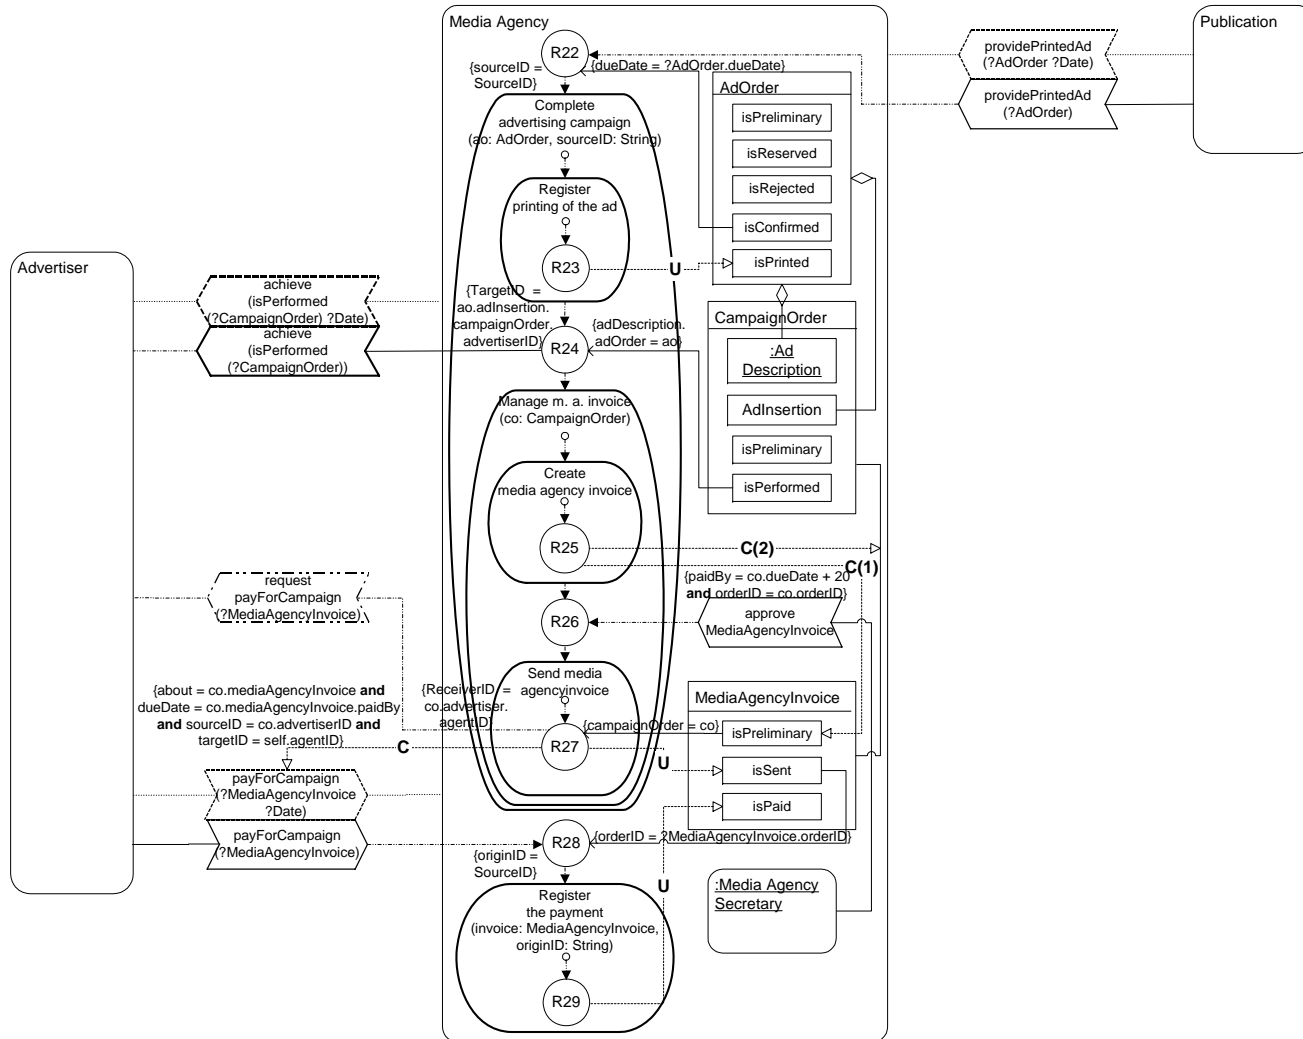 Media Agency
Publication
R22
{sourceID =
SourceID}
{dueDate = ?AdOrder.dueDate}
providePrintedAd
(?AdOrder ?Date)
providePrintedAd
(?AdOrder)
AdOrder
isPreliminary
isReserved
isRejected
isConfirmed
isPrinted
Complete
advertising campaign
(ao: AdOrder, sourceID: String)
Register
printing of the ad
R23
U
Advertiser
achieve
(isPerformed
(?CampaignOrder) ?Date)
achieve
(isPerformed
(?CampaignOrder))
{TargetID =
ao.adInsertion.
campaignOrder.
advertiserID}
R24
{adDescription.
adOrder = ao}
CampaignOrder
:Ad
Description
AdInsertion
isPreliminary
isPerformed
Manage m. a. invoice
(co: CampaignOrder)
Create
media agency invoice
R25
C(2)
C(1)
{paidBy = co.dueDate + 20
and orderID = co.orderID}
request
payForCampaign
(?MediaAgencyInvoice)
R26
approve
MediaAgencyInvoice
Send media
agencyinvoice
{about = co.mediaAgencyInvoice and
dueDate = co.mediaAgencyInvoice.paidBy
and sourceID = co.advertiserID and
targetID = self.agentID}
{ReceiverID =
co.advertiser.
agentID}
R27
{campaignOrder = co}
C
U
MediaAgencyInvoice
isPreliminary
isSent
isPaid
payForCampaign
(?MediaAgencyInvoice
?Date)
payForCampaign
(?MediaAgencyInvoice)
R28
{orderID = ?MediaAgencyInvoice.orderID}
{originID =
SourceID}
U
Register
the payment
(invoice: MediaAgencyInvoice,
originID: String)
R29
:Media Agency
Secretary